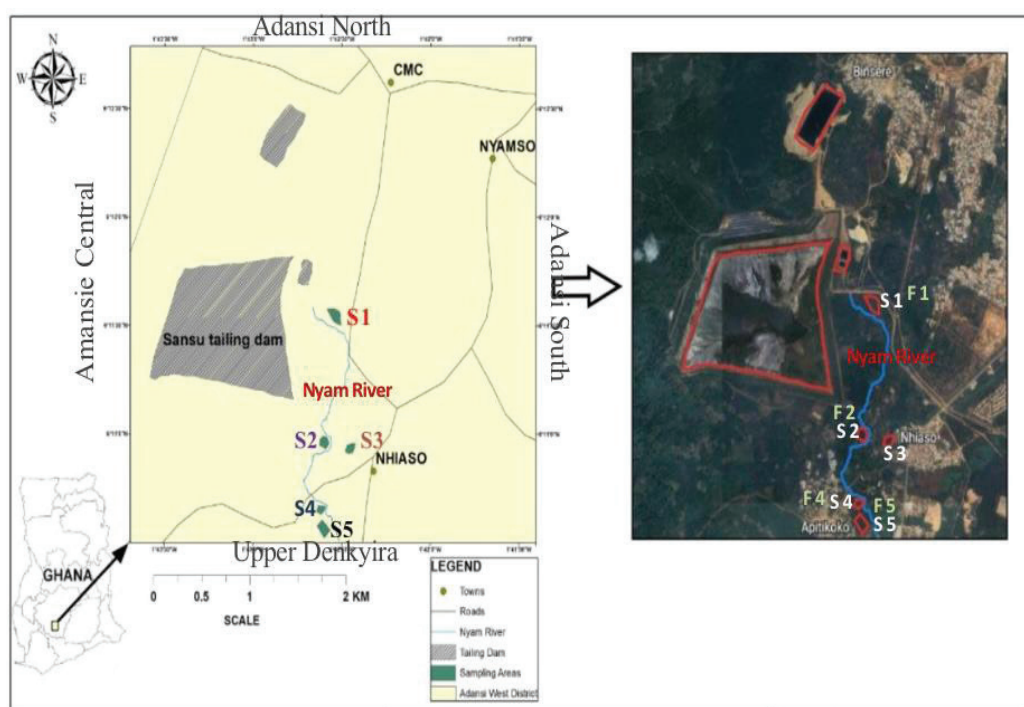 Adansi North
N
W
E
S
CMC
NYAMSO
Amansie Central
Adansi South
Sansu tailing dam
S1
Nyam River
S2
S3
NHIASO
S4
S5
Upper Denkyira
GHANA
0 0.5 1 2 KM
SCALE
LEGEND
Towns
Roads
Nyam River
Tailing Dam
Sampling Areas
Adansi West District
Binsere
F1
S1
Nyam River
F2
S2
Nhiaso
S3
F4
S4
F5
S5